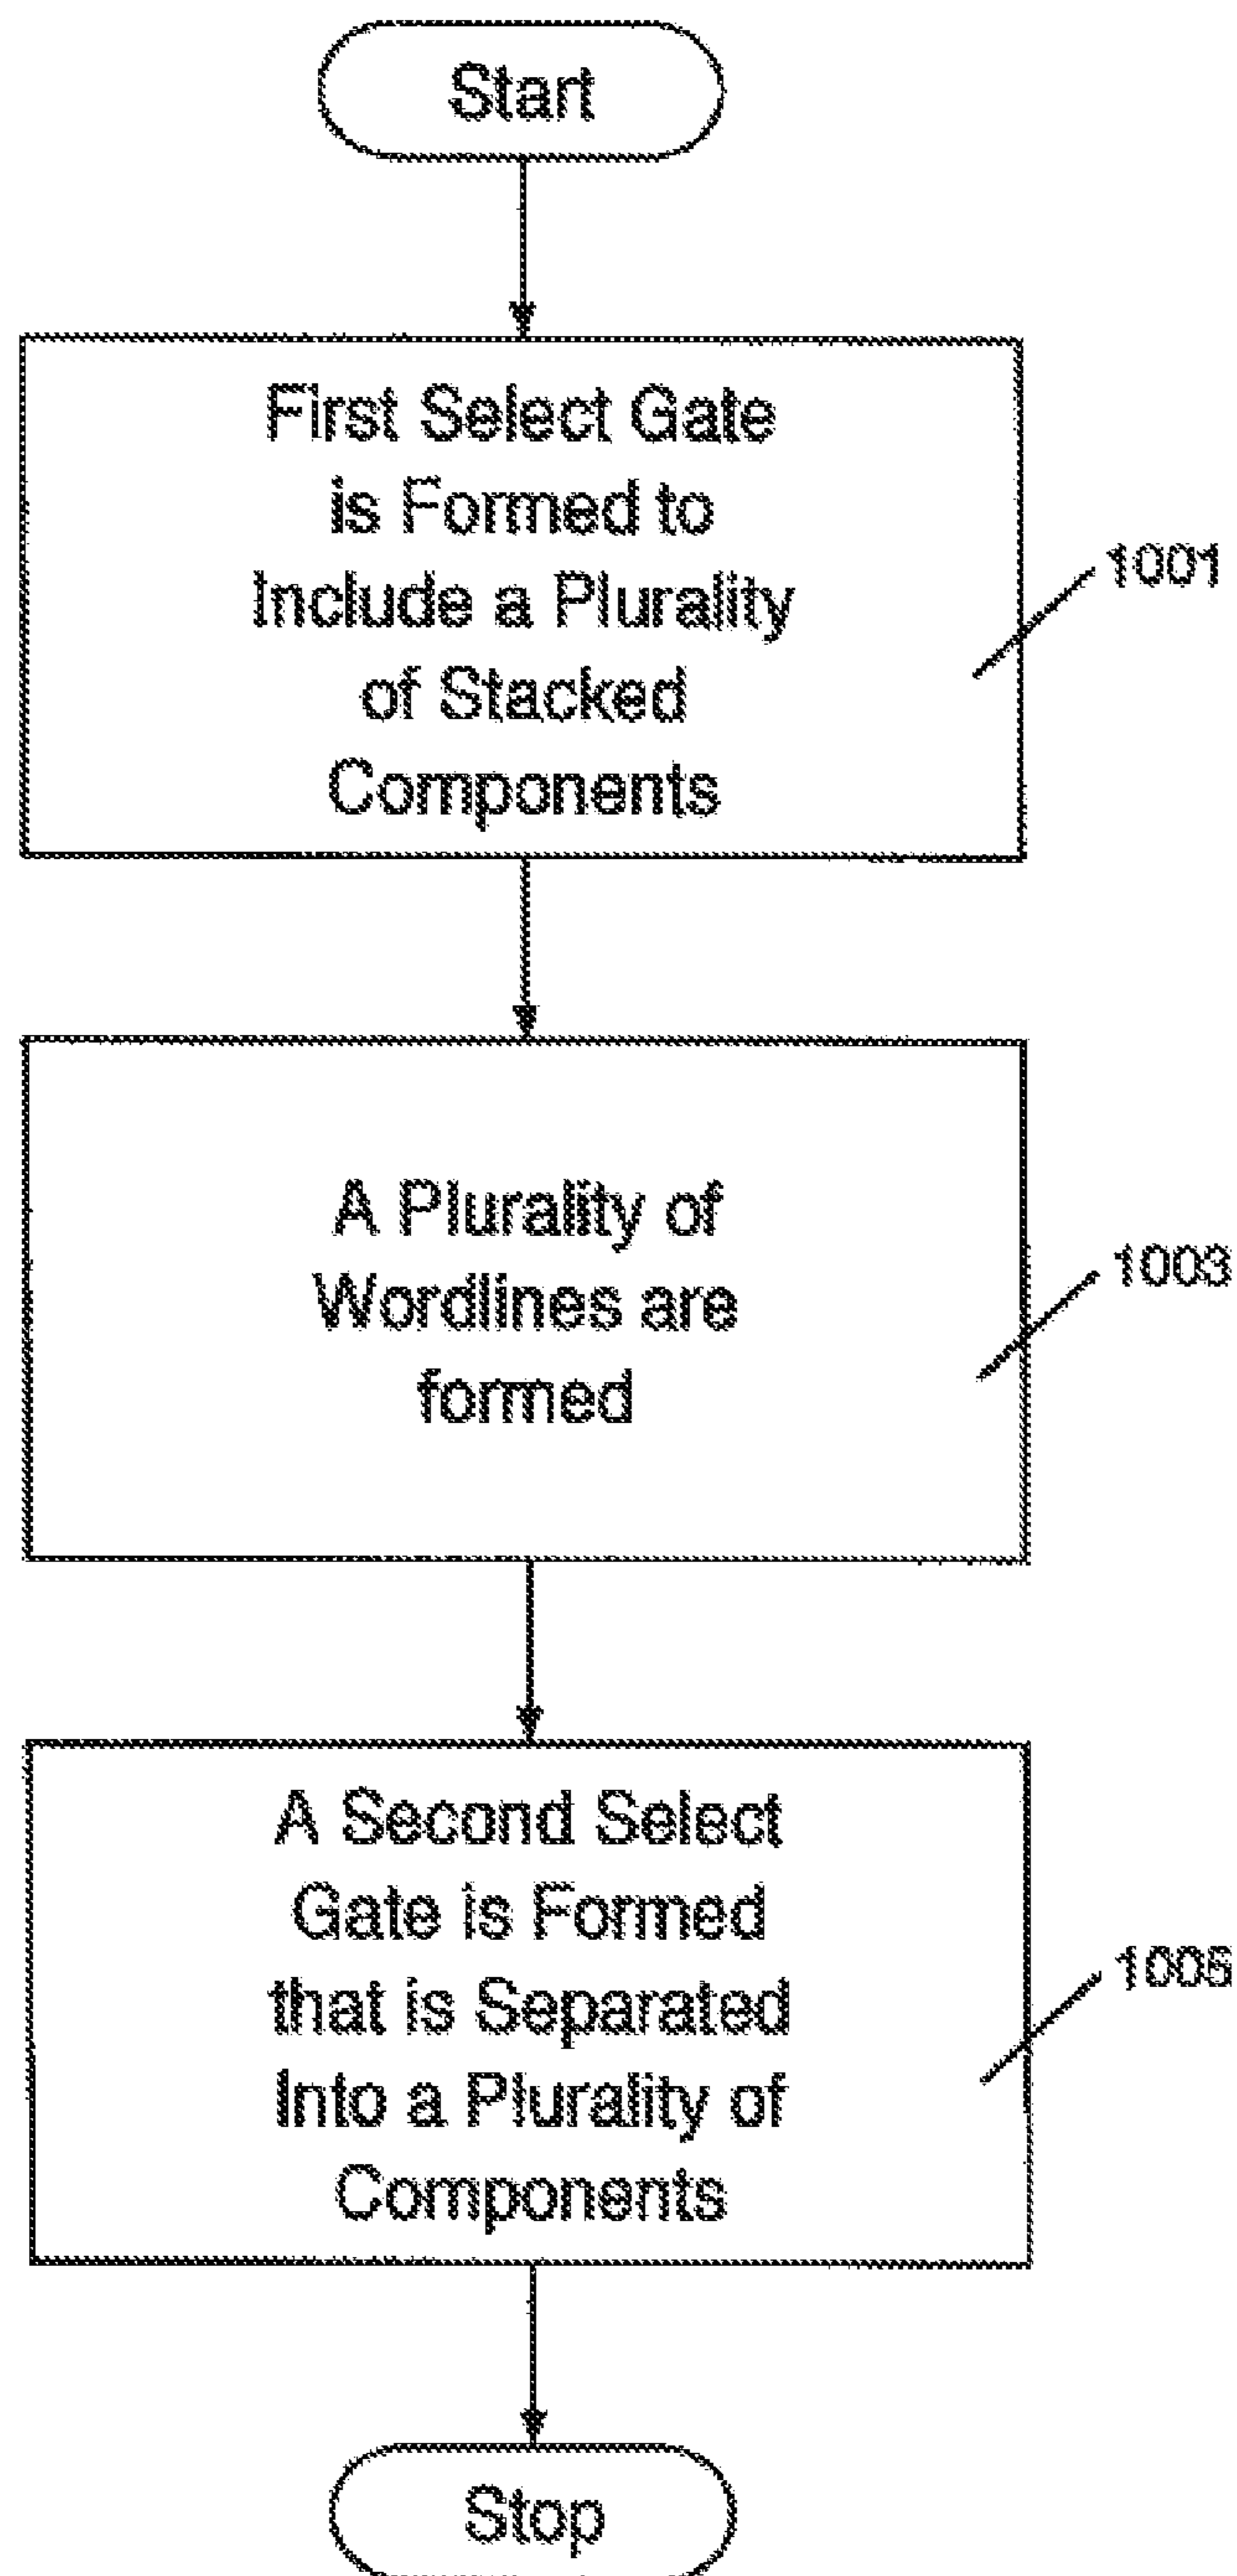 Start
First Select Gate
is Formed to
Include a Plurality
of Stacked
Components
1001
A Plurality of
Wordlines are
formed
1003
A Second Select
Gate is Formed
that is Separated
Into a Plurality of
Components
1005
Stop